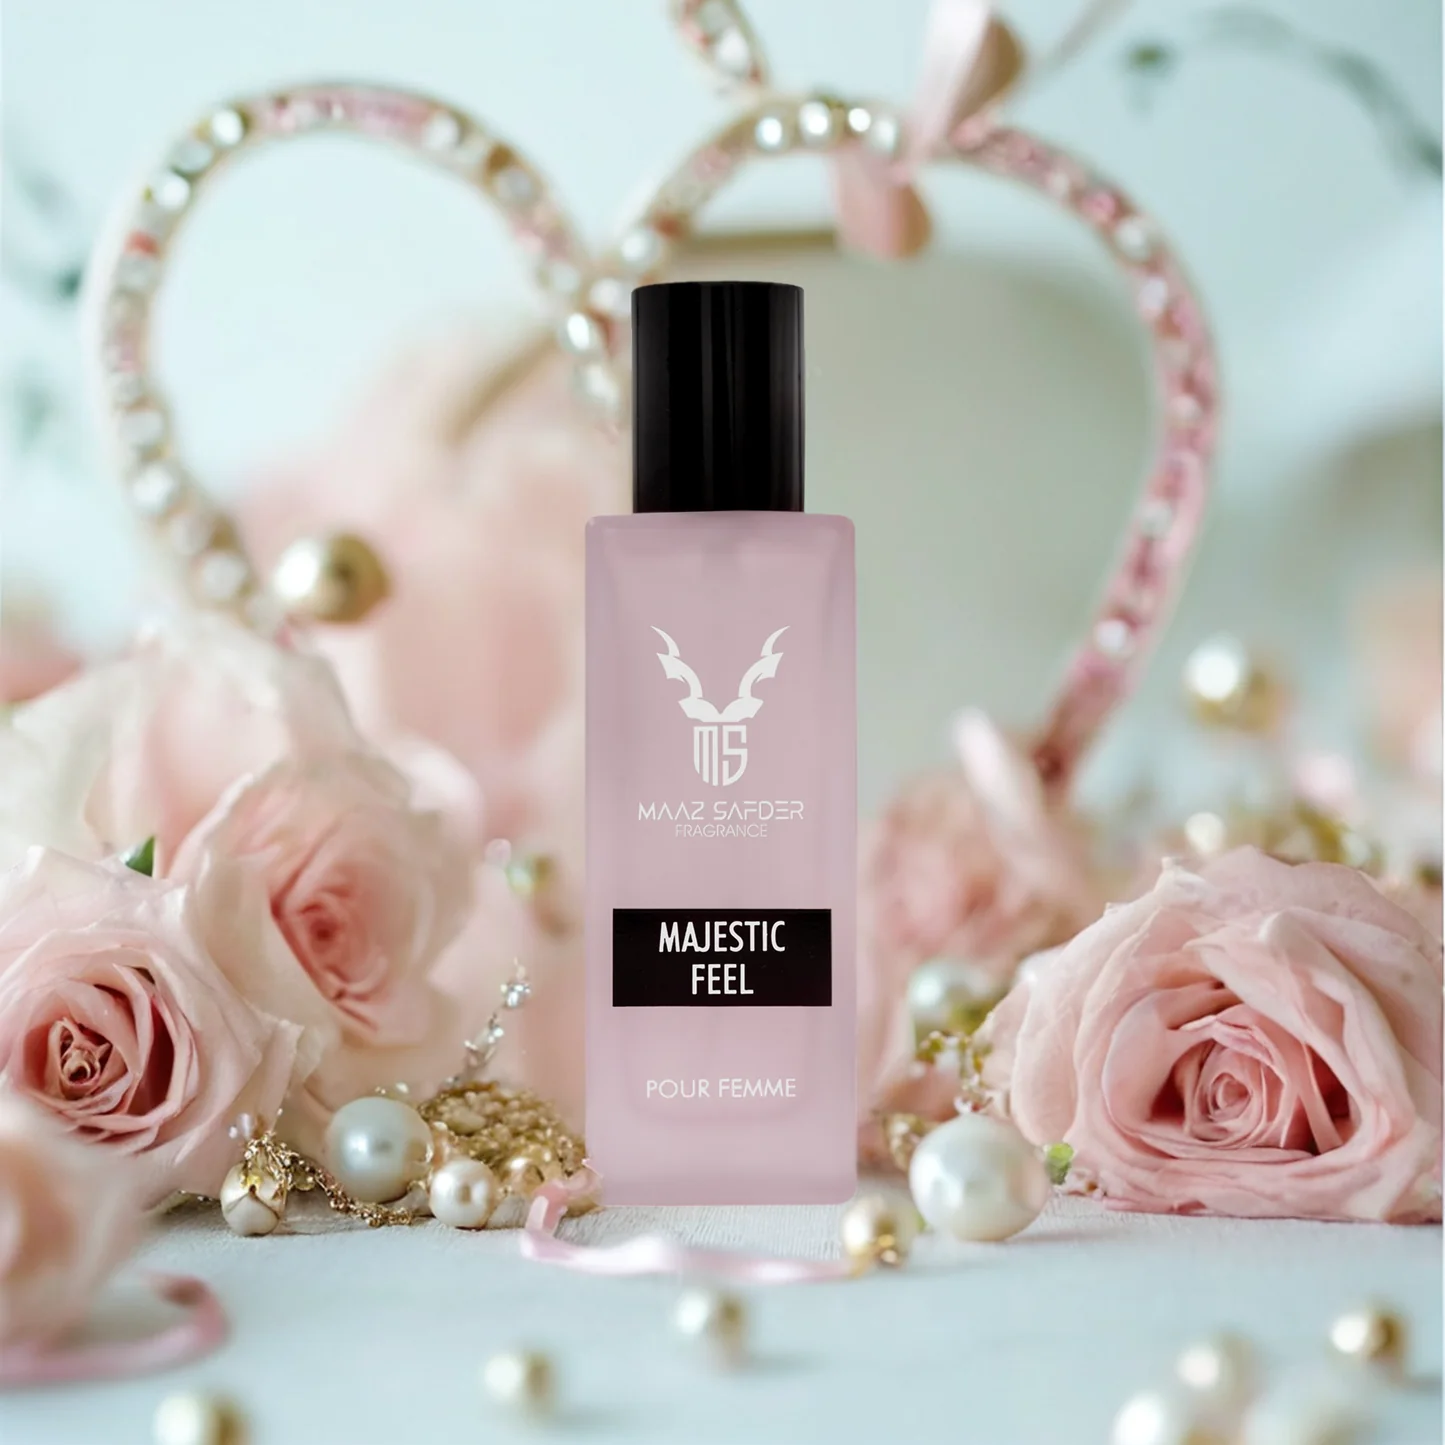 MS
MAAZ SAFDER
FRAGRANCE
MAJESTIC
FEEL
POUR FEMME